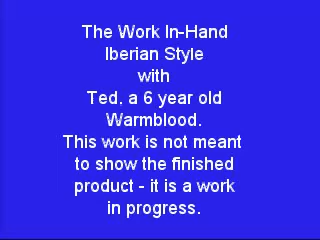 The Work In-Hand
Iberian Style
with
Ted, a 6 year old
Warmblood.
This work is not meant
to show the finished
product - it is a work
in progress.